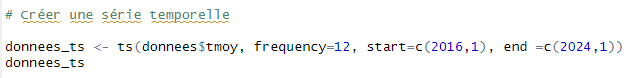 # Créer une série temporelle
donnees_ts <- ts(donnees$tmoy, frequency=12, start=c(2016,1), end =c(2024,1))
donnees_ts